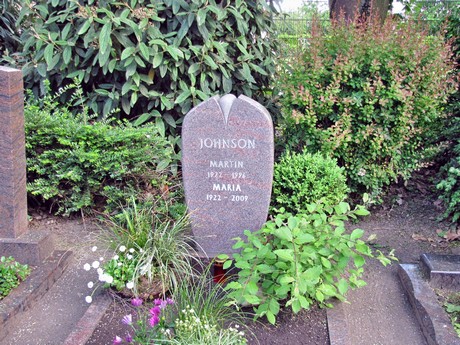 JOHNSON
MARTIN
1922 - 1996
MARIA
1922 - 2009